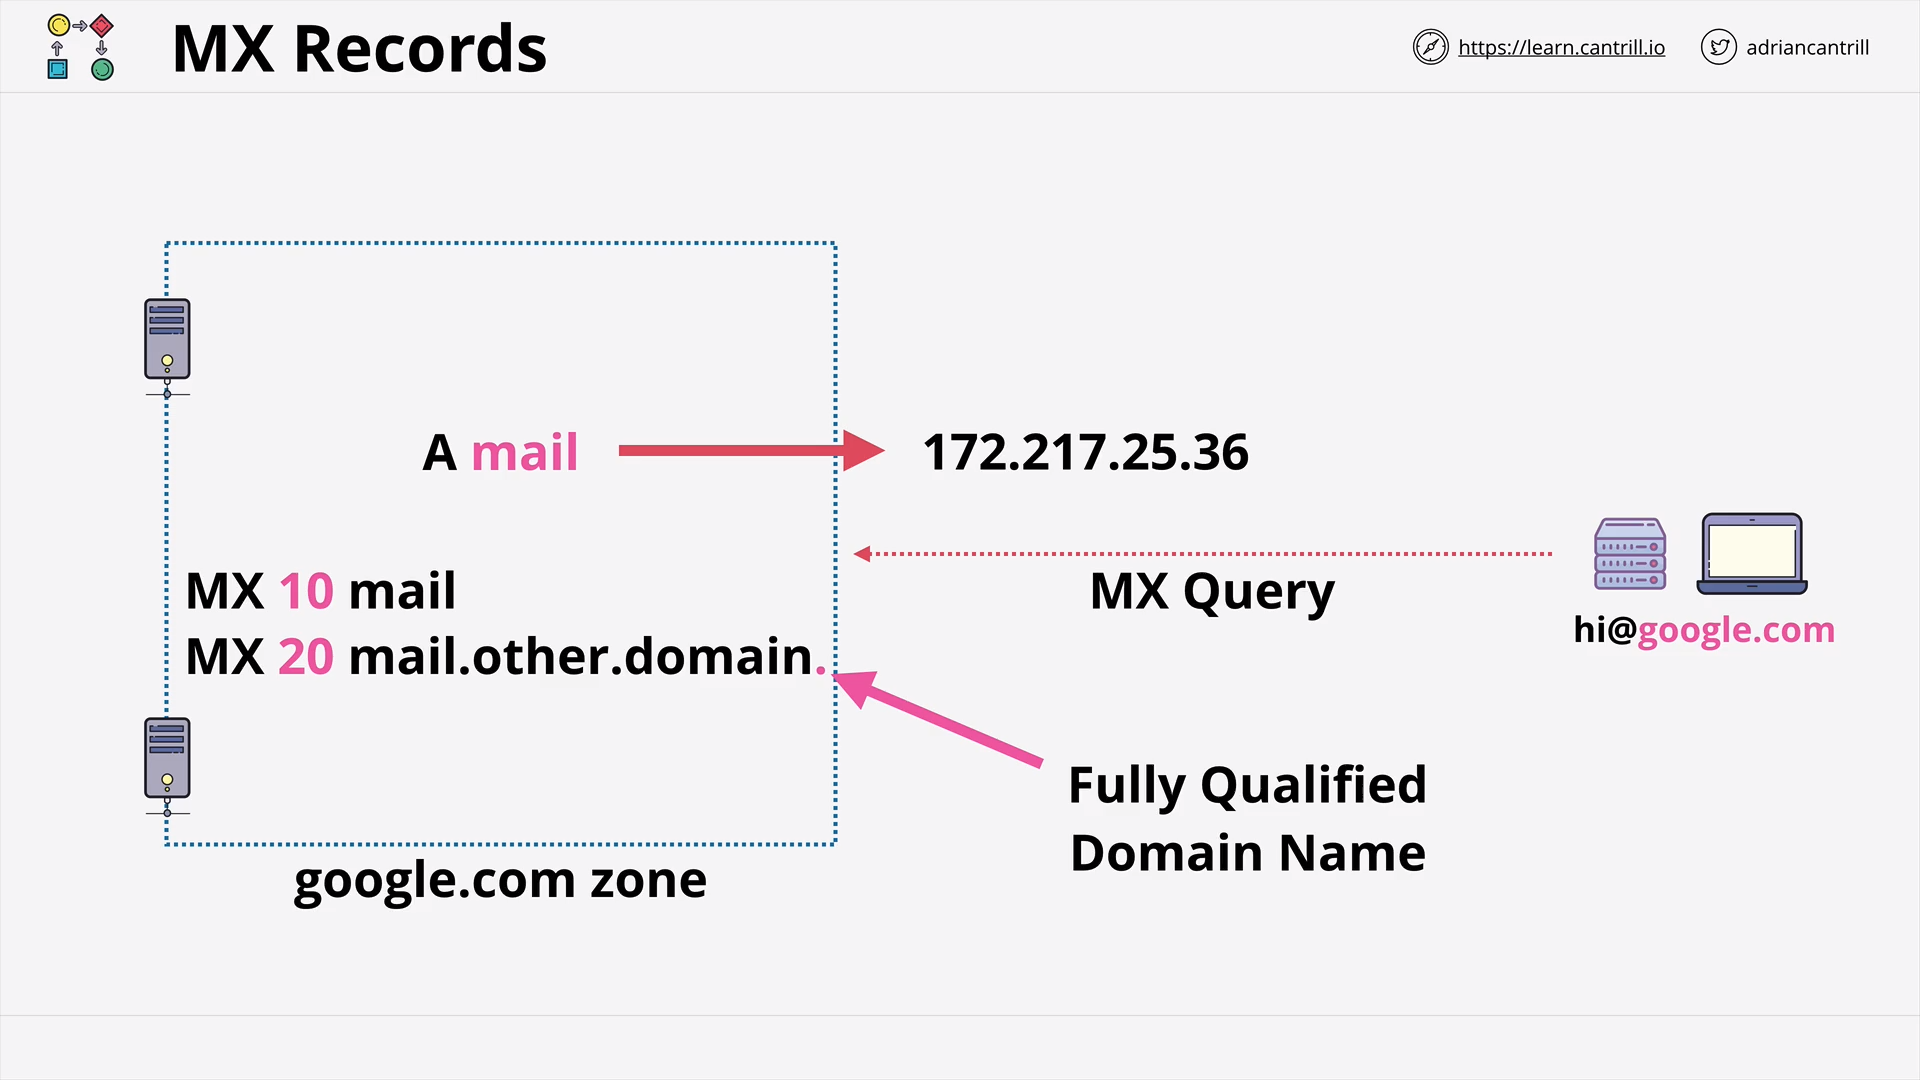 MX Records
https://learn.cantrill.io
adriancantrill
A mail
172.217.25.36
MX 10 mail
MX 20 mail.other.domain.
MX Query
hi@google.com
Fully Qualified
Domain Name
google.com zone